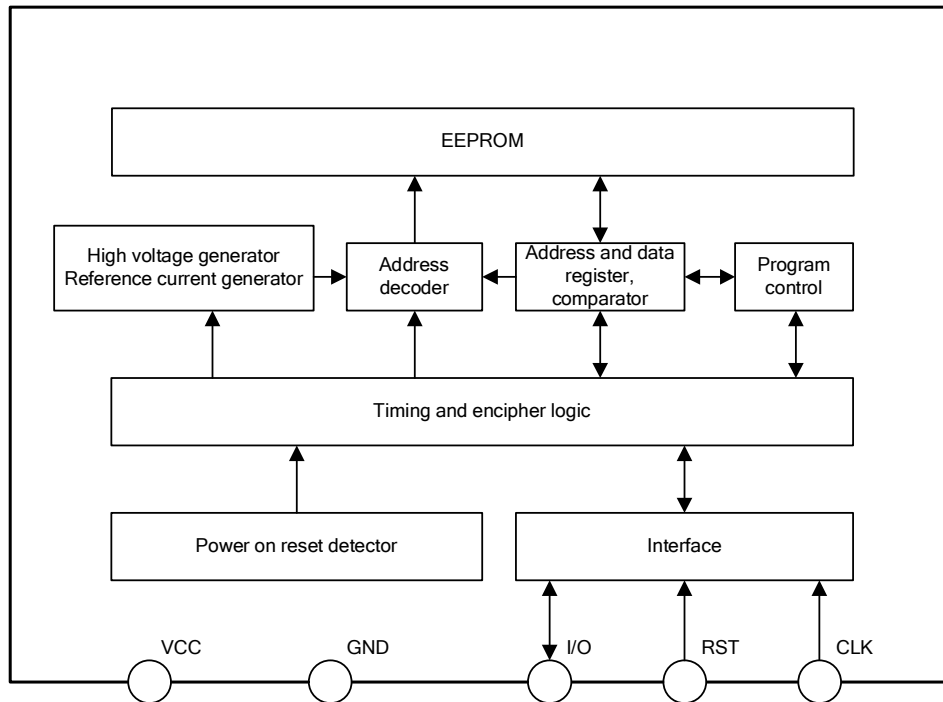 EEPROM
High voltage generator
Reference current generator
Address
decoder
Address and data
register,
comparator
Program
control
Timing and encipher logic
Power on reset detector
Interface
VCC
GND
I/O
RST
CLK